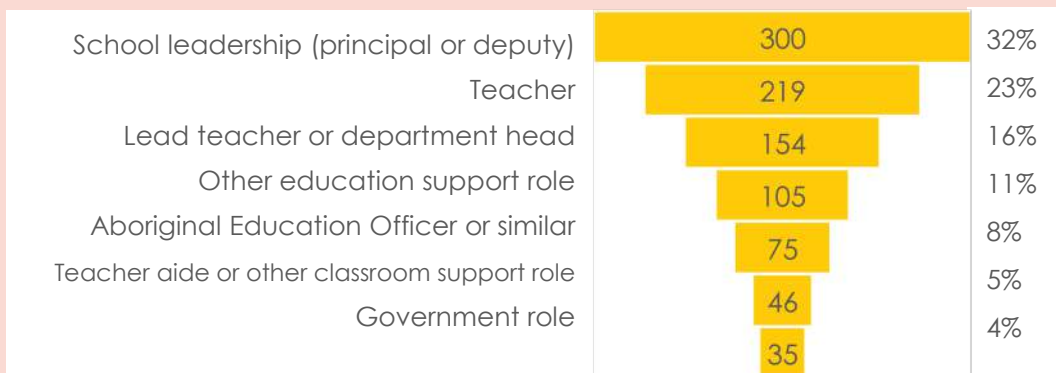 School leadership (principal or deputy) 300 32%
Teacher 219 23%
Lead teacher or department head 154 16%
Other education support role 105 11%
Aboriginal Education Officer or similar 75 8%
Teacher aide or other classroom support role 46 5%
Government role 35 4%